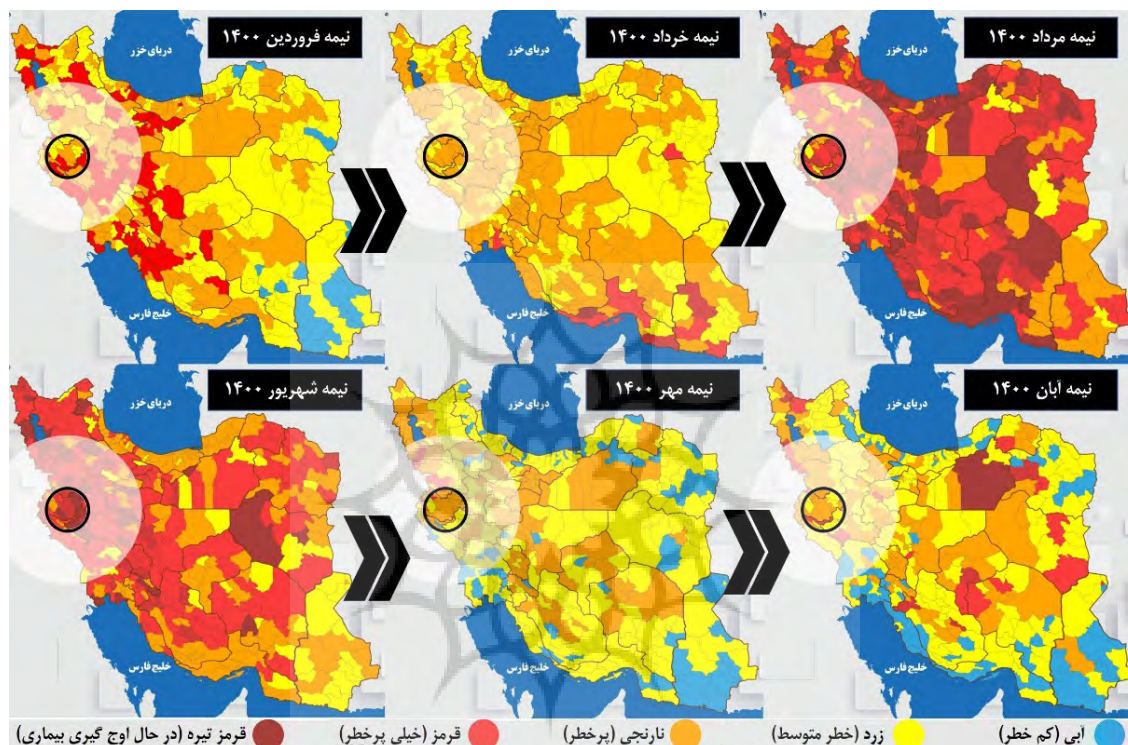 نیمه فروردین ۱۴۰۰
دریای خزر
خلیج فارس
نیمه خرداد ۱۴۰۰
دریای خزر
خلیج فارس
نیمه مرداد ۱۴۰۰
دریای خزر
خلیج فارس
نیمه شهریور ۱۴۰۰
دریای خزر
خلیج فارس
نیمه مهر ۱۴۰۰
دریای خزر
خلیج فارس
نیمه آبان ۱۴۰۰
دریای خزر
خلیج فارس
آبی (کم خطر)
زرد (خطر متوسط)
نارنجی (پرخطر)
قرمز (خیلی پرخطر)
قرمز تیره (در حال اوج گیری بیماری)